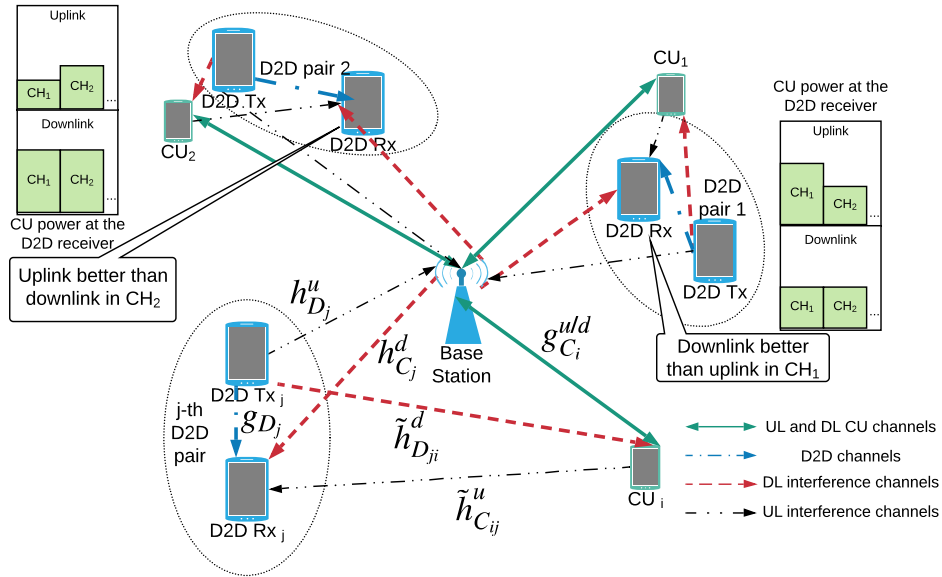 Uplink
CH1
CH2
...
Downlink
CH1
CH2
...
CU power at the
D2D receiver
Uplink better than
downlink in CH2
D2D pair 2
D2D Tx
D2D Rx
CU2
CU1
D2D
pair 1
D2D Rx
D2D Tx
CU power at the
D2D receiver
Uplink
CH1
CH2
...
Downlink
CH1
CH2
...
Downlink better
than uplink in CH1
Base
Station
h^u_{D_j}
h^d_{C_j}
g^{u/d}_{C_i}
D2D Tx j
j-th
D2D
pair
g_{D_j}
h̃^d_{D_{ji}}
D2D Rx j
h̃^u_{C_{ij}}
CU i
UL and DL CU channels
D2D channels
DL interference channels
UL interference channels